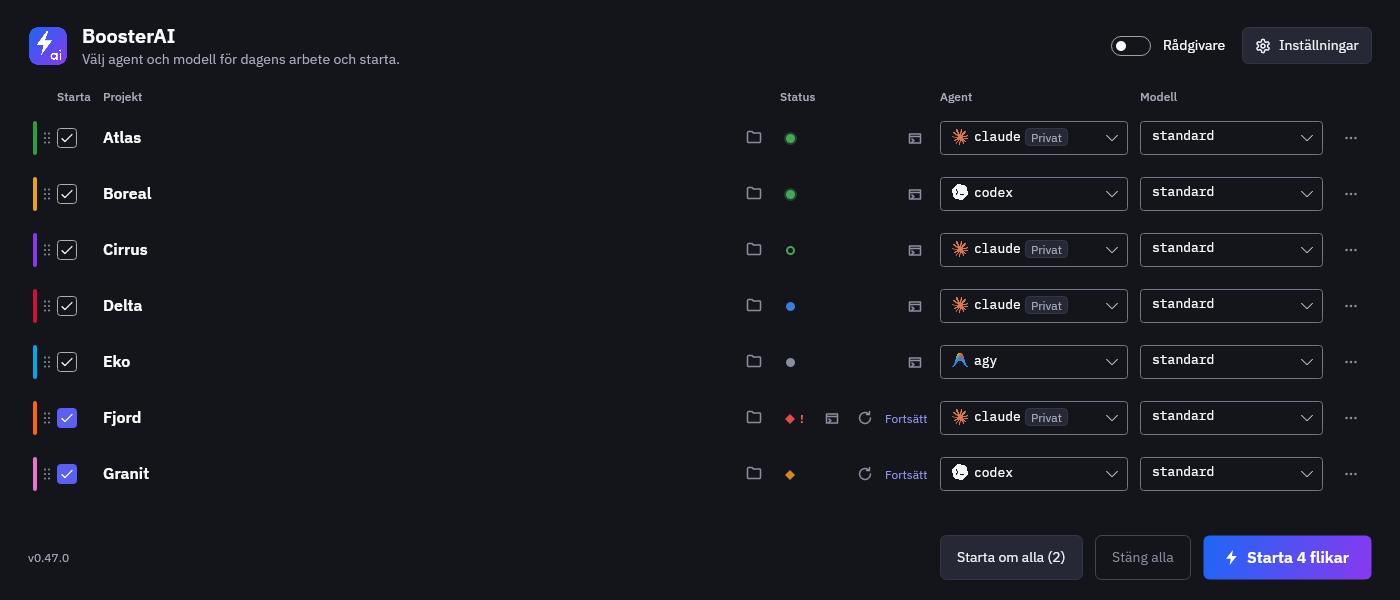 ai
BoosterAI
Välj agent och modell för dagens arbete och starta.
Rådgivare
Inställningar
Starta Projekt Status Agent Modell
Atlas claude Privat standard
Boreal codex standard
Cirrus claude Privat standard
Delta claude Privat standard
Eko agy standard
Fjord ! Fortsätt claude Privat standard
Granit Fortsätt codex standard
v0.47.0 Starta om alla (2) Stäng alla Starta 4 flikar